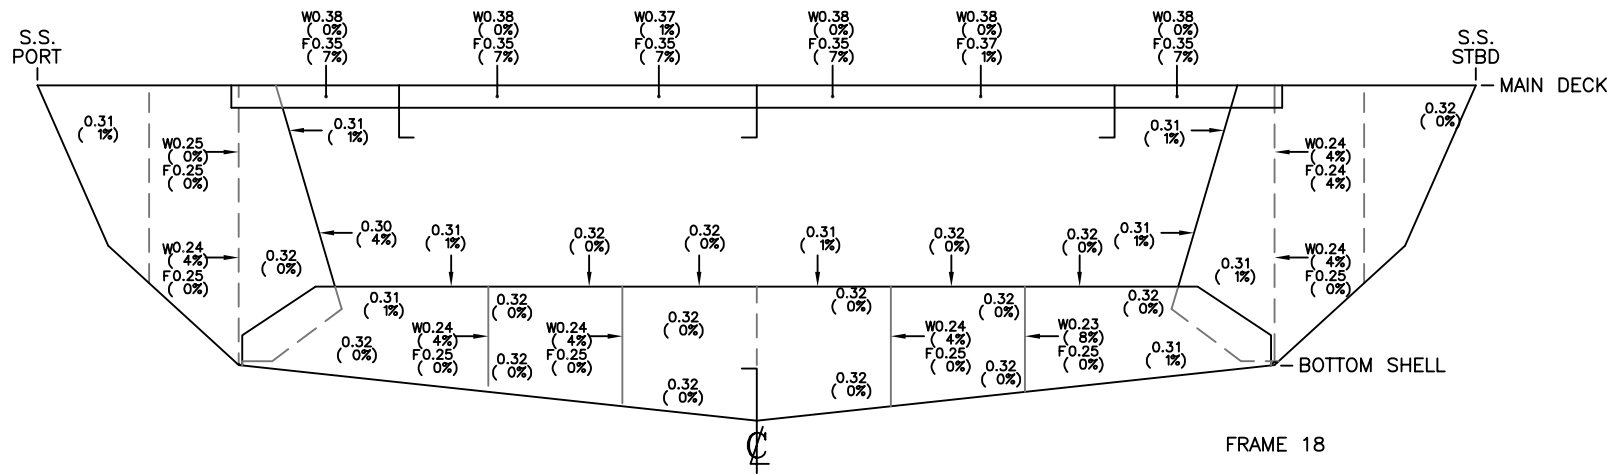 W0.38
( 0%)
F0.35
( 7%)
W0.38
( 0%)
F0.35
( 7%)
W0.37
( 1%)
F0.35
( 7%)
W0.38
( 0%)
F0.35
( 7%)
W0.38
( 0%)
F0.37
( 1%)
W0.38
( 0%)
F0.35
( 7%)
S.S.
PORT
S.S.
STBD
MAIN DECK
0.31
( 1%)
0.31
( 1%)
0.31
( 1%)
0.32
( 0%)
W0.25
( 0%)
F0.25
( 0%)
W0.24
( 4%)
F0.24
( 4%)
W0.24
( 4%)
F0.25
( 0%)
0.32
( 0%)
0.30
( 4%)
0.31
( 1%)
0.32
( 0%)
0.32
( 0%)
0.31
( 1%)
0.32
( 0%)
0.32
( 0%)
0.31
( 1%)
0.31
( 1%)
W0.24
( 4%)
F0.25
( 0%)
0.31
( 1%)
0.32
( 0%)
0.32
( 0%)
0.32
( 0%)
0.32
( 0%)
0.32
( 0%)
0.32
( 0%)
W0.24
( 4%)
F0.25
( 0%)
0.32
( 0%)
W0.24
( 4%)
F0.25
( 0%)
0.32
( 0%)
0.32
( 0%)
W0.24
( 4%)
F0.25
( 0%)
0.32
( 0%)
W0.23
( 8%)
F0.25
( 0%)
0.31
( 1%)
BOTTOM SHELL
℄
FRAME 18